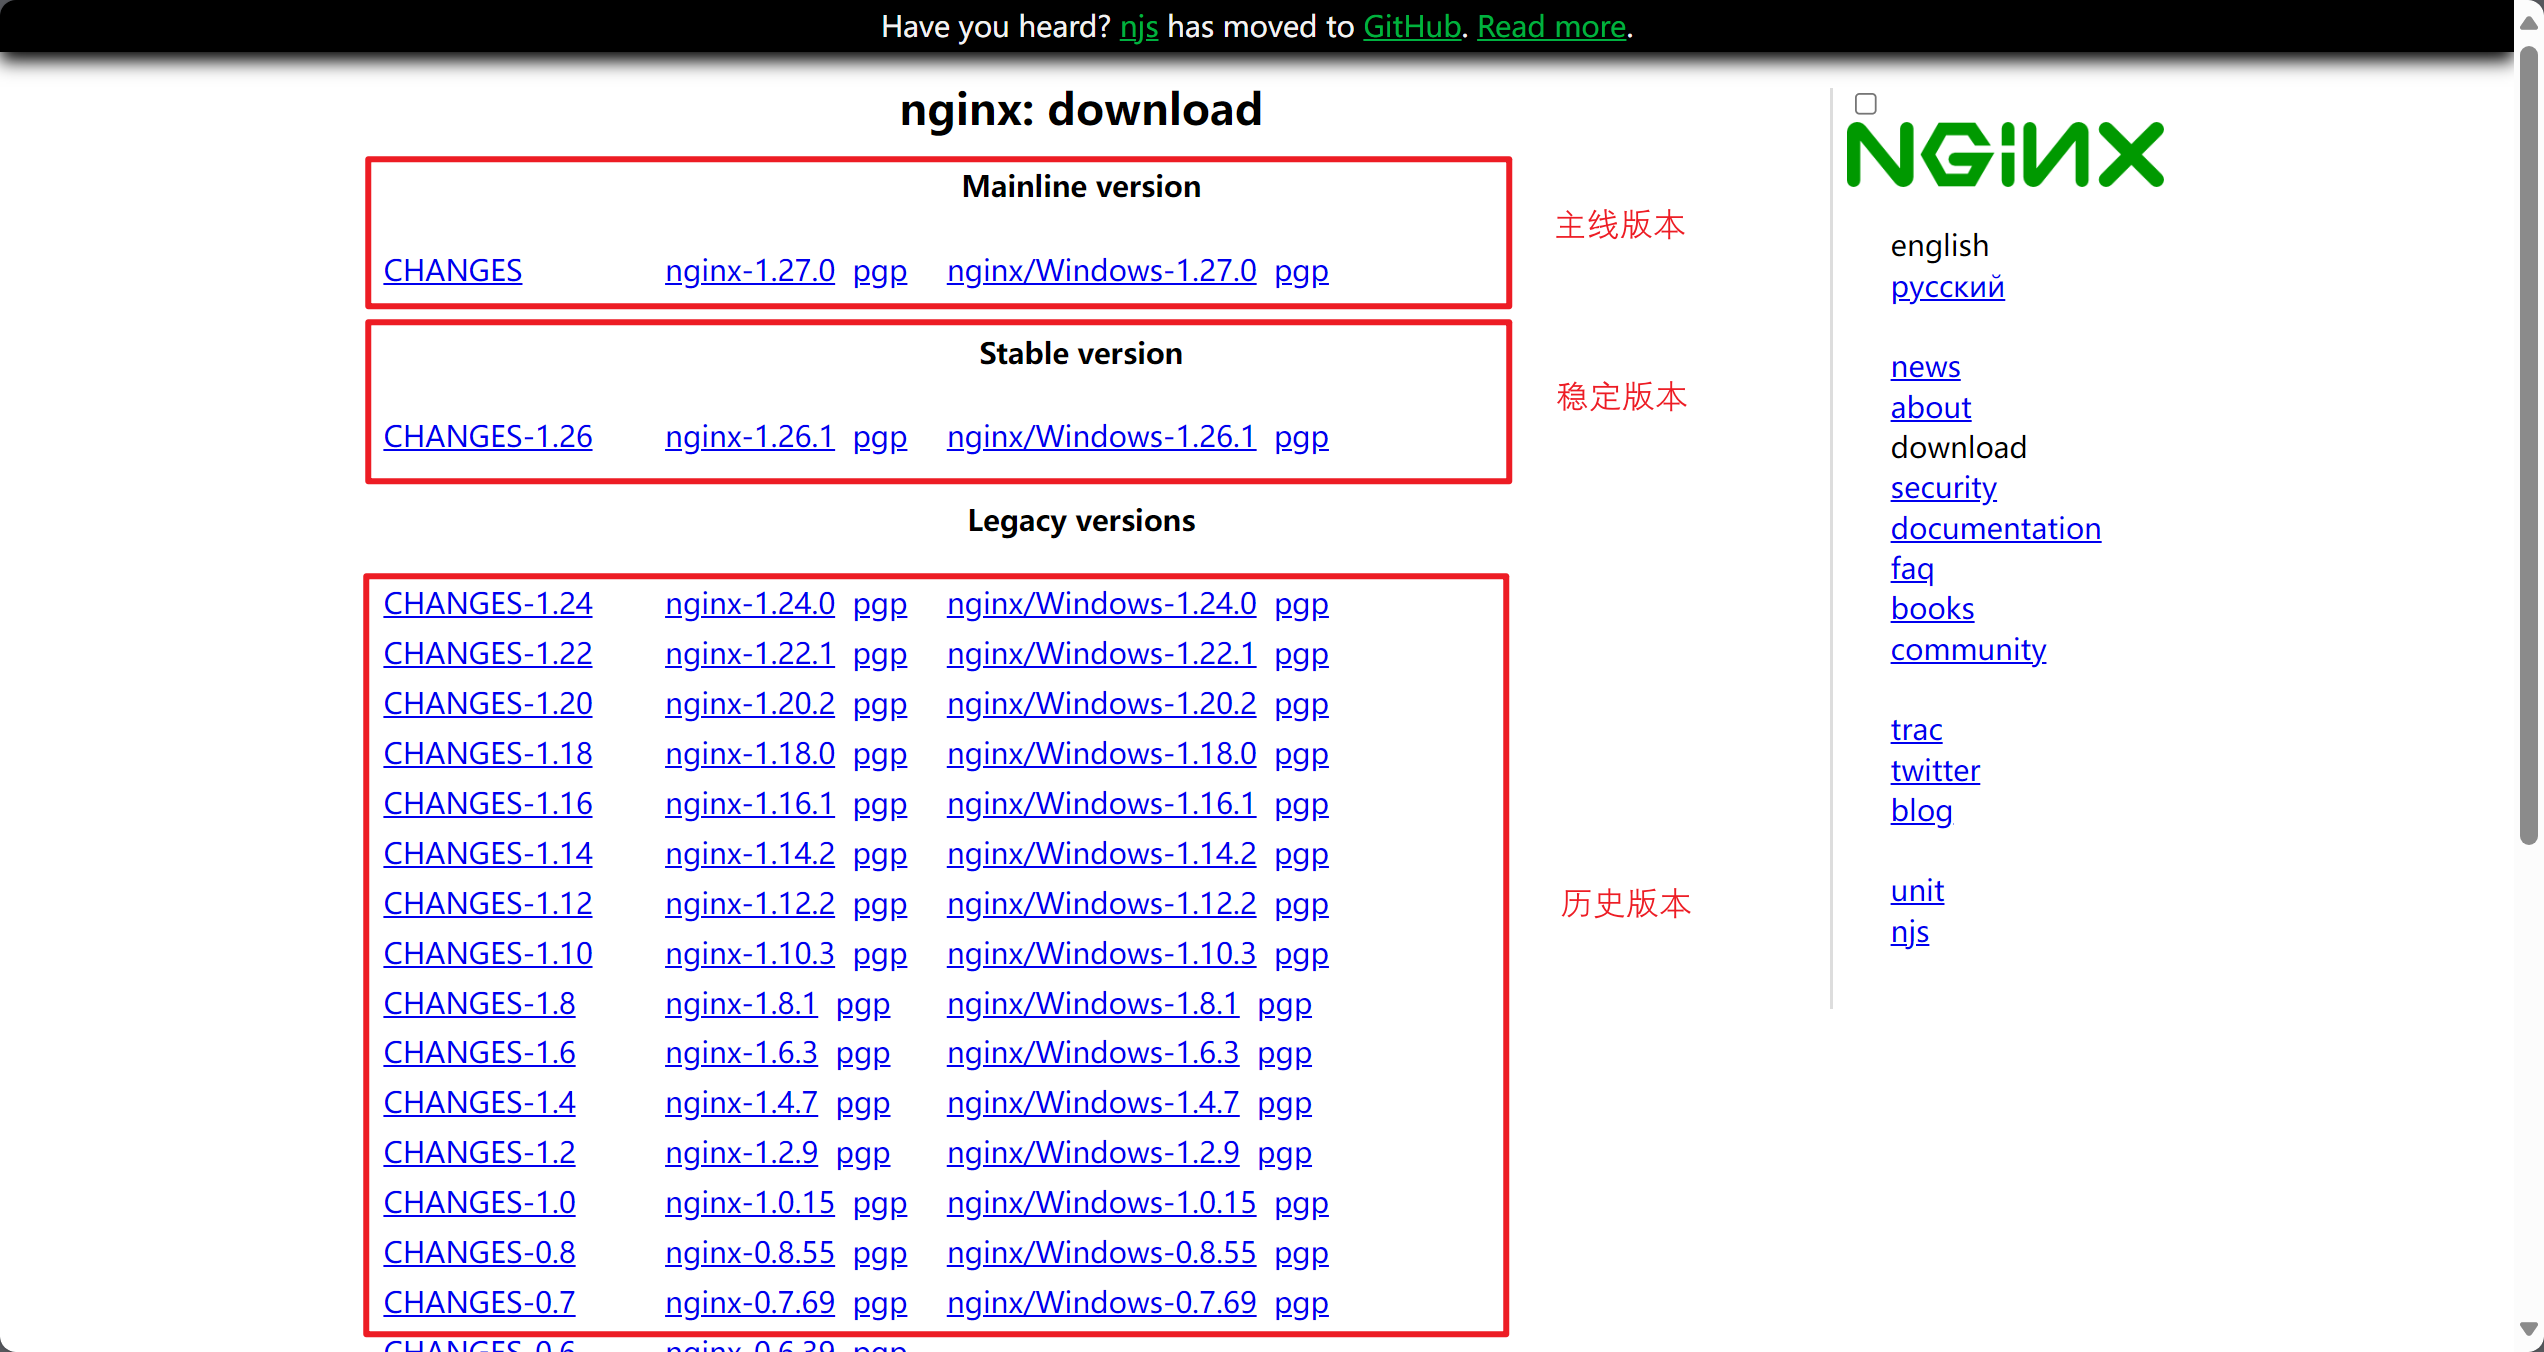 Have you heard? njs has moved to GitHub. Read more.
nginx: download
Mainline version
CHANGES nginx-1.27.0 pgp nginx/Windows-1.27.0 pgp
主线版本
Stable version
CHANGES-1.26 nginx-1.26.1 pgp nginx/Windows-1.26.1 pgp
稳定版本
Legacy versions
CHANGES-1.24 nginx-1.24.0 pgp nginx/Windows-1.24.0 pgp
CHANGES-1.22 nginx-1.22.1 pgp nginx/Windows-1.22.1 pgp
CHANGES-1.20 nginx-1.20.2 pgp nginx/Windows-1.20.2 pgp
CHANGES-1.18 nginx-1.18.0 pgp nginx/Windows-1.18.0 pgp
CHANGES-1.16 nginx-1.16.1 pgp nginx/Windows-1.16.1 pgp
CHANGES-1.14 nginx-1.14.2 pgp nginx/Windows-1.14.2 pgp
CHANGES-1.12 nginx-1.12.2 pgp nginx/Windows-1.12.2 pgp
历史版本
CHANGES-1.10 nginx-1.10.3 pgp nginx/Windows-1.10.3 pgp
CHANGES-1.8 nginx-1.8.1 pgp nginx/Windows-1.8.1 pgp
CHANGES-1.6 nginx-1.6.3 pgp nginx/Windows-1.6.3 pgp
CHANGES-1.4 nginx-1.4.7 pgp nginx/Windows-1.4.7 pgp
CHANGES-1.2 nginx-1.2.9 pgp nginx/Windows-1.2.9 pgp
CHANGES-1.0 nginx-1.0.15 pgp nginx/Windows-1.0.15 pgp
CHANGES-0.8 nginx-0.8.55 pgp nginx/Windows-0.8.55 pgp
CHANGES-0.7 nginx-0.7.69 pgp nginx/Windows-0.7.69 pgp
CHANGES-0.6 nginx-0.6.39 pgp
NGINX
english
русский
news
about
download
security
documentation
faq
books
community
trac
twitter
blog
unit
njs